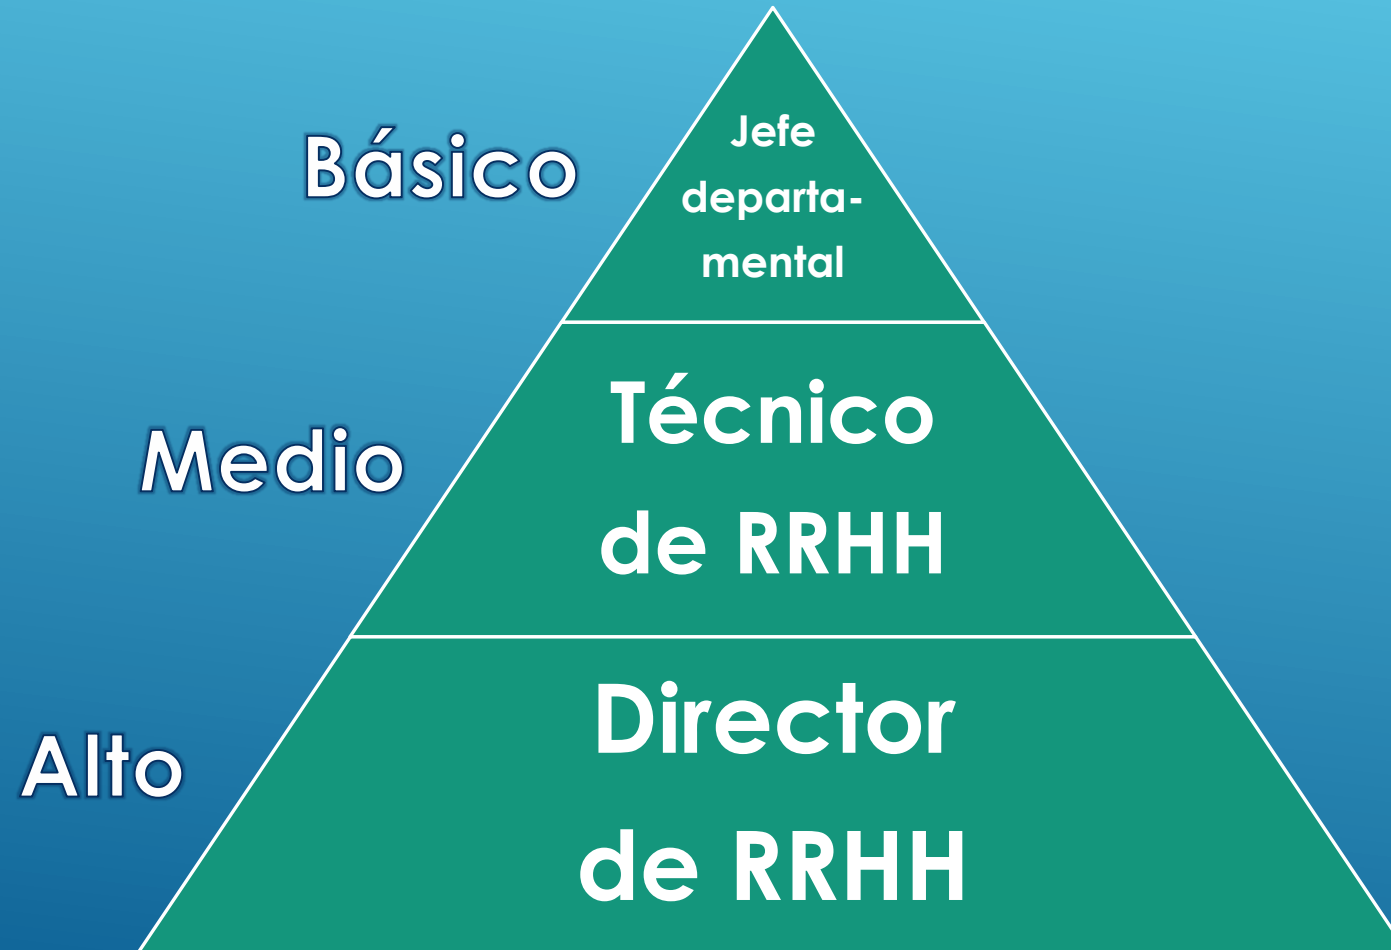 Básico
Jefe
departa-
mental
Medio
Técnico
de RRHH
Alto
Director
de RRHH